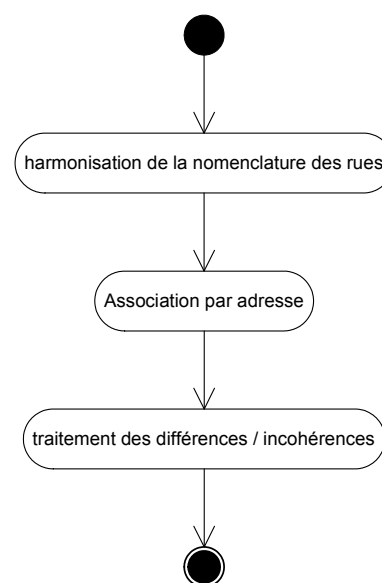 harmonisation de la nomenclature des rues
Association par adresse
traitement des différences / incohérences